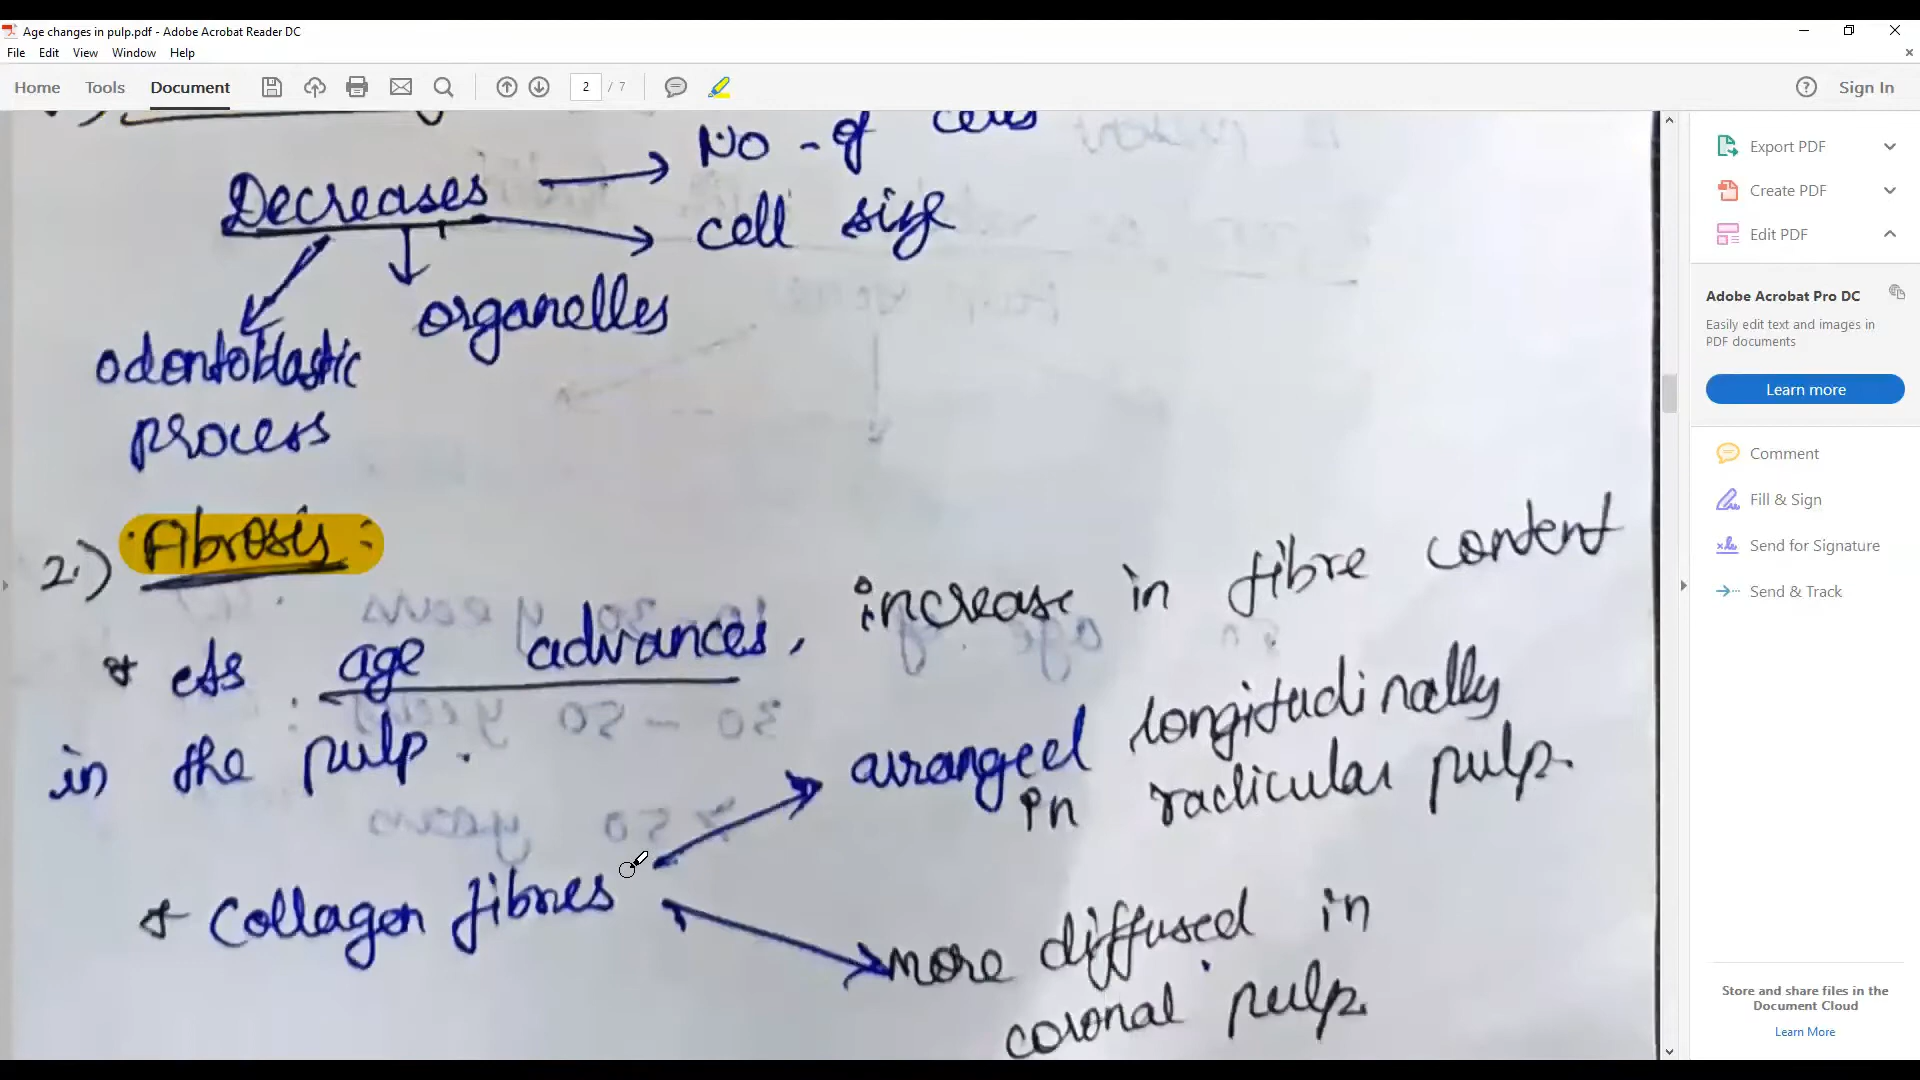 Age changes in pulp.pdf - Adobe Acrobat Reader DC
File Edit View Window Help
Home Tools Document 2 / 7 Sign In
No - of cells
Decreases
cell size
organelles
odontoblastic
process
2.) Fibrosis :
* As age advances, increase in fibre content
in the pulp.
arranged longitudinally
in radicular pulp.
* Collagen fibres
more diffused in
coronal pulp.
Export PDF
Create PDF
Edit PDF
Adobe Acrobat Pro DC
Easily edit text and images in
PDF documents
Learn more
Comment
Fill & Sign
Send for Signature
Send & Track
Store and share files in the
Document Cloud
Learn More